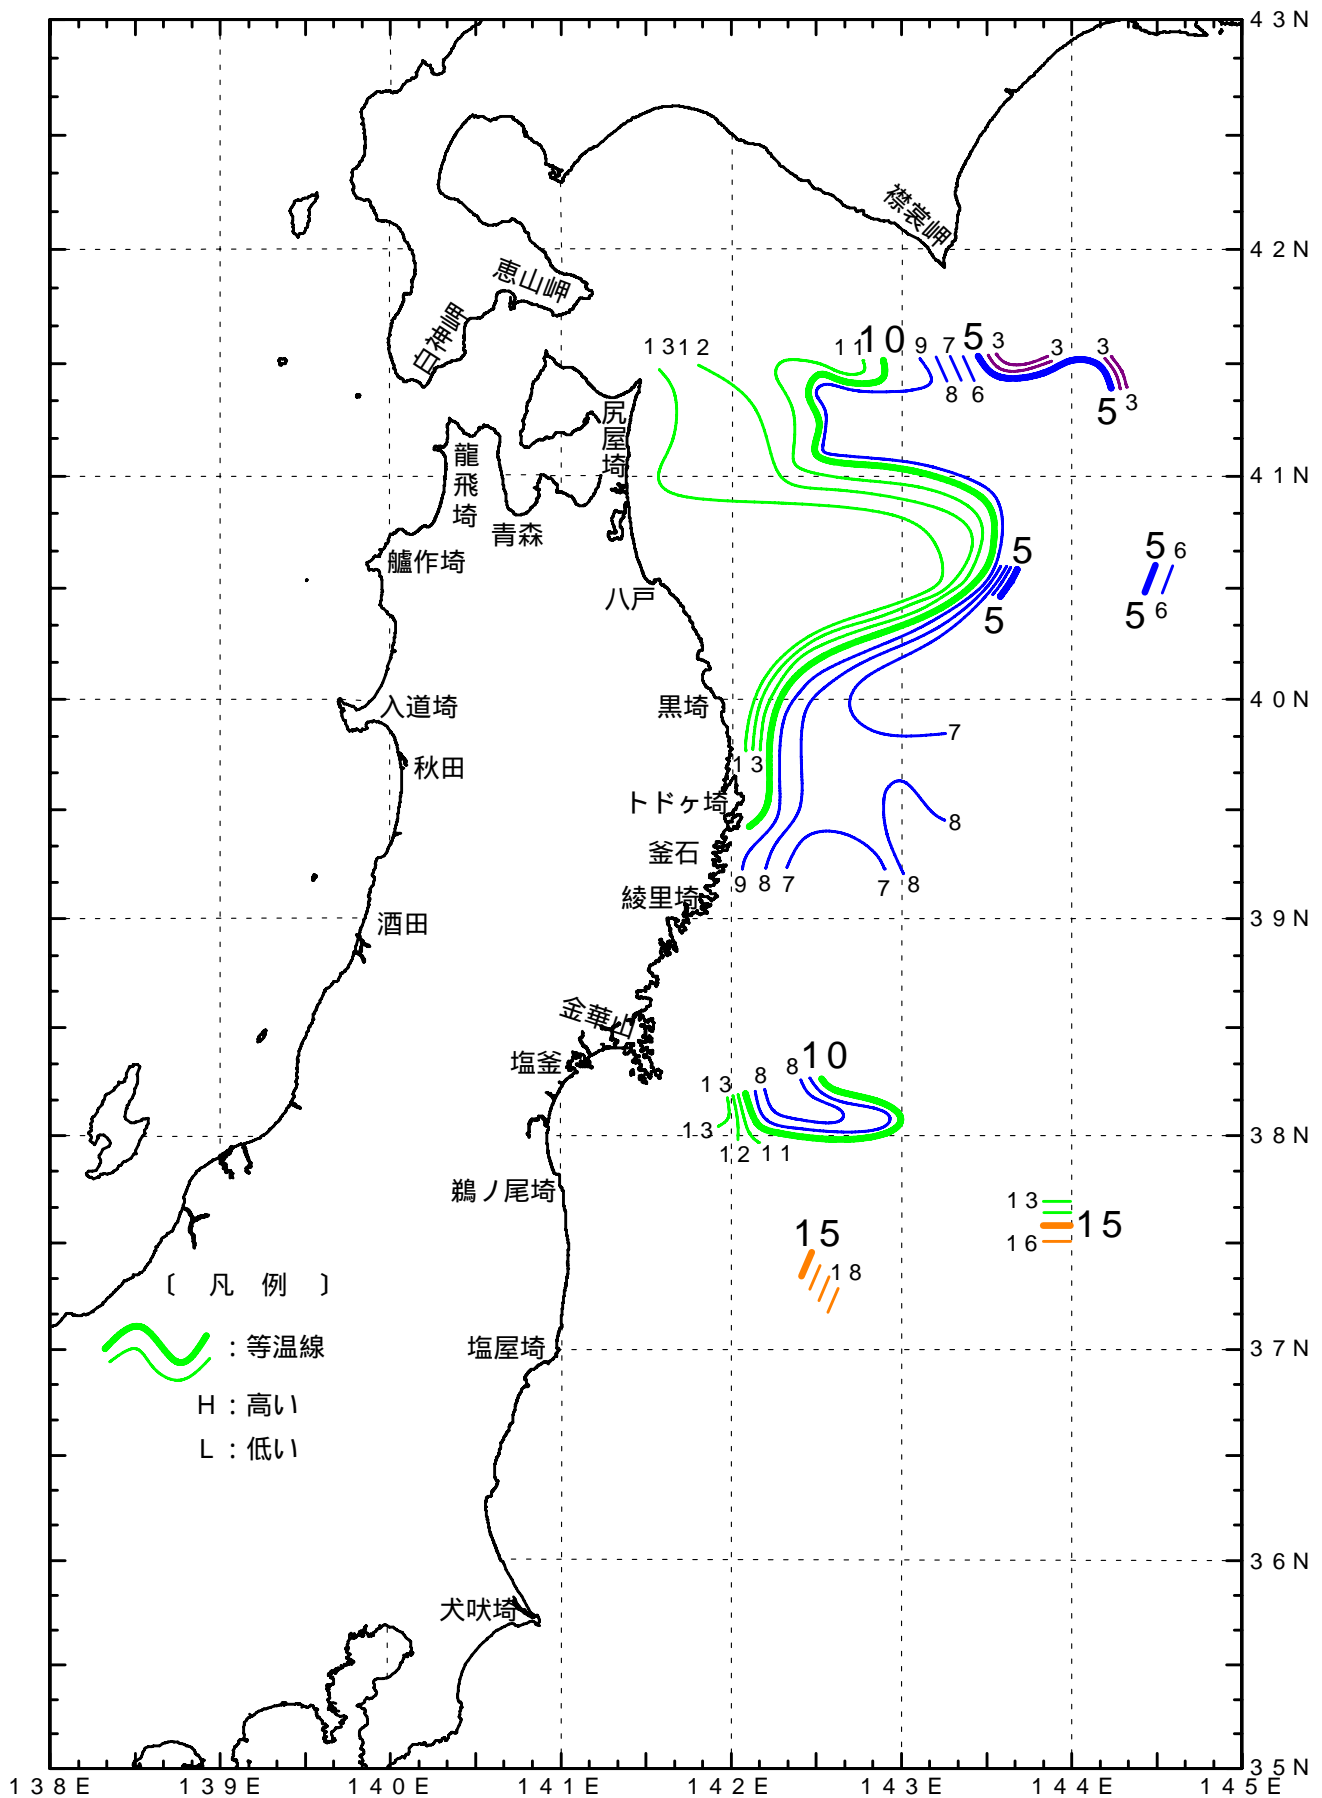 43N
襟裳岬
42N
恵山岬
白神岬
13 12
11
10
9
7
5
3
3
3
8
6
5
3
尻屋埼
龍飛埼
41N
青森
艫作埼
5
5
6
八戸
5
5
6
40N
入道埼
黒埼
7
秋田
13
トドヶ埼
8
釜石
9
8
7
7
8
綾里埼
39N
酒田
金華山
塩釜
8
10
13
8
13
38N
12
11
鵜ノ尾埼
13
15
15
16
18
〔 凡 例 〕
:等温線
塩屋埼
37N
H:高い
L:低い
36N
犬吠埼
35N
138E
139E
140E
141E
142E
143E
144E
145E